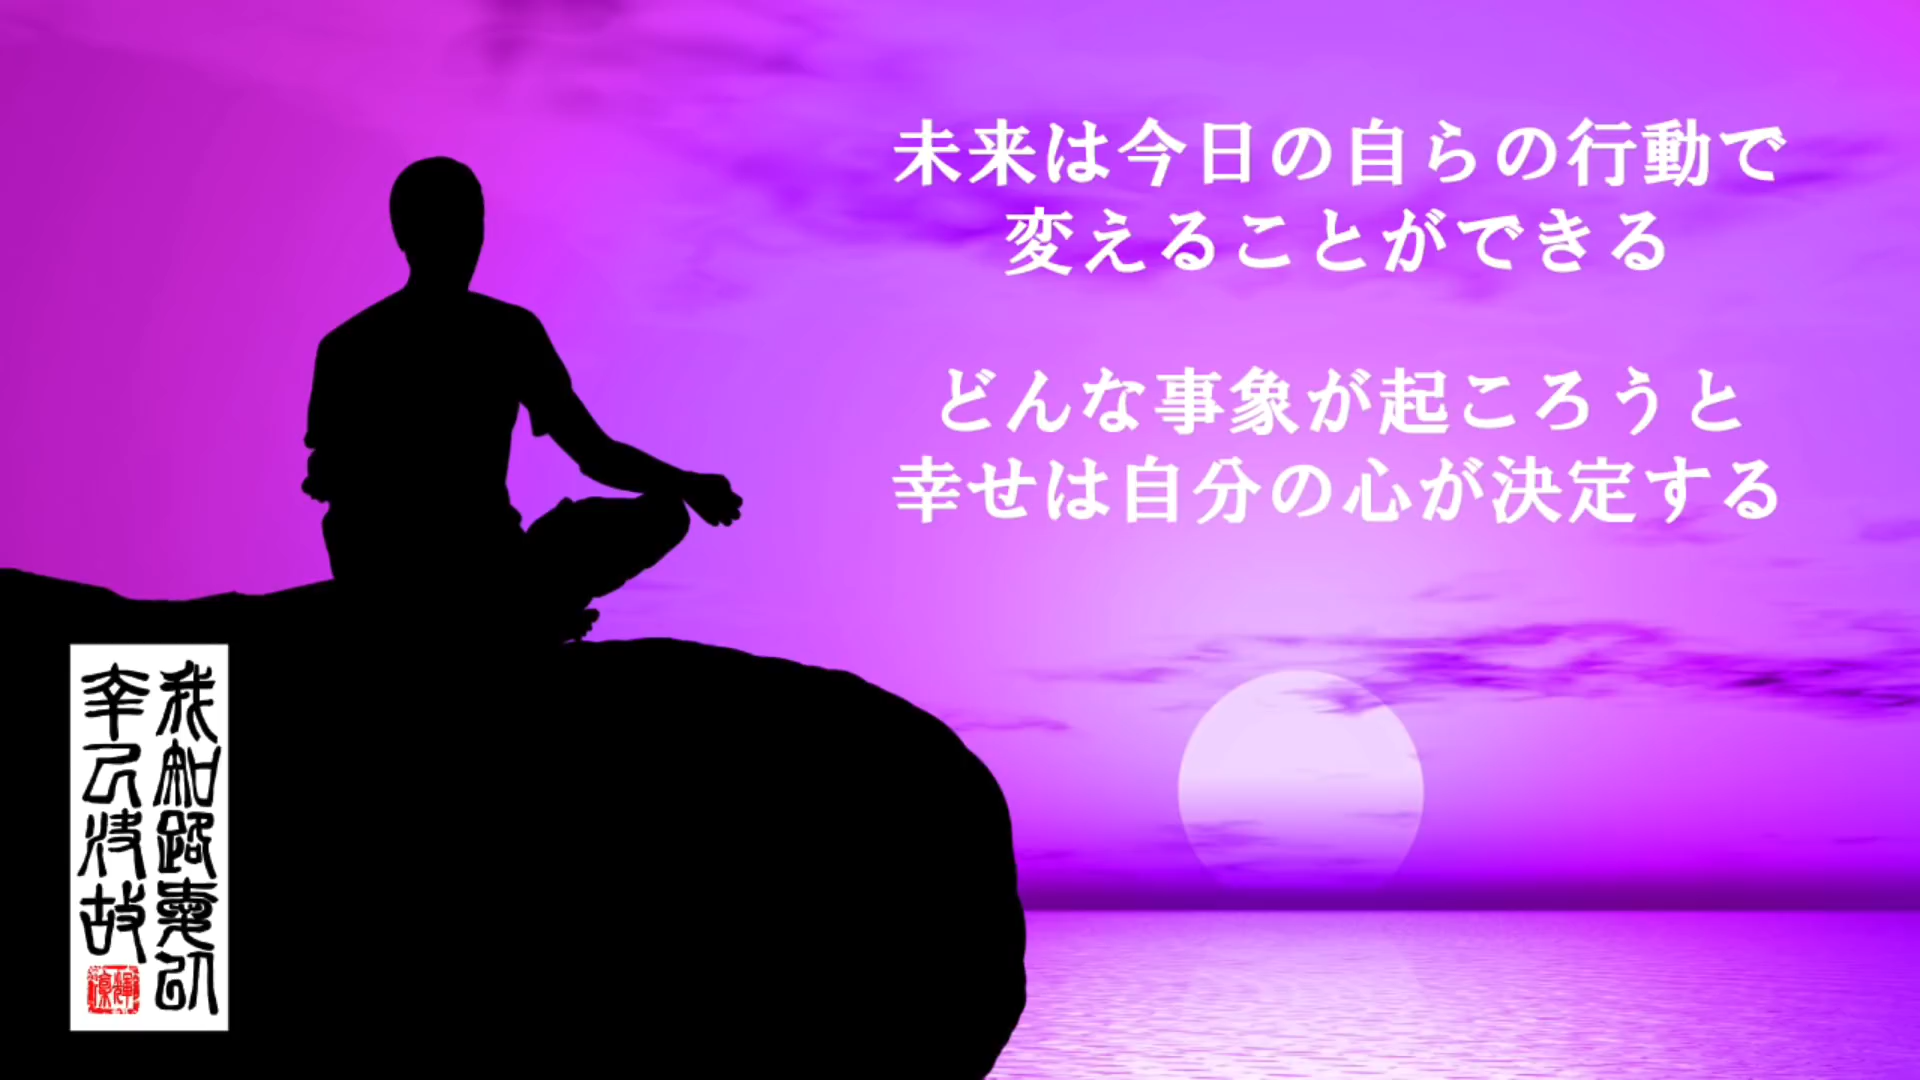 未来は今日の自らの行動で
変えることができる
どんな事象が起ころうと
幸せは自分の心が決定する